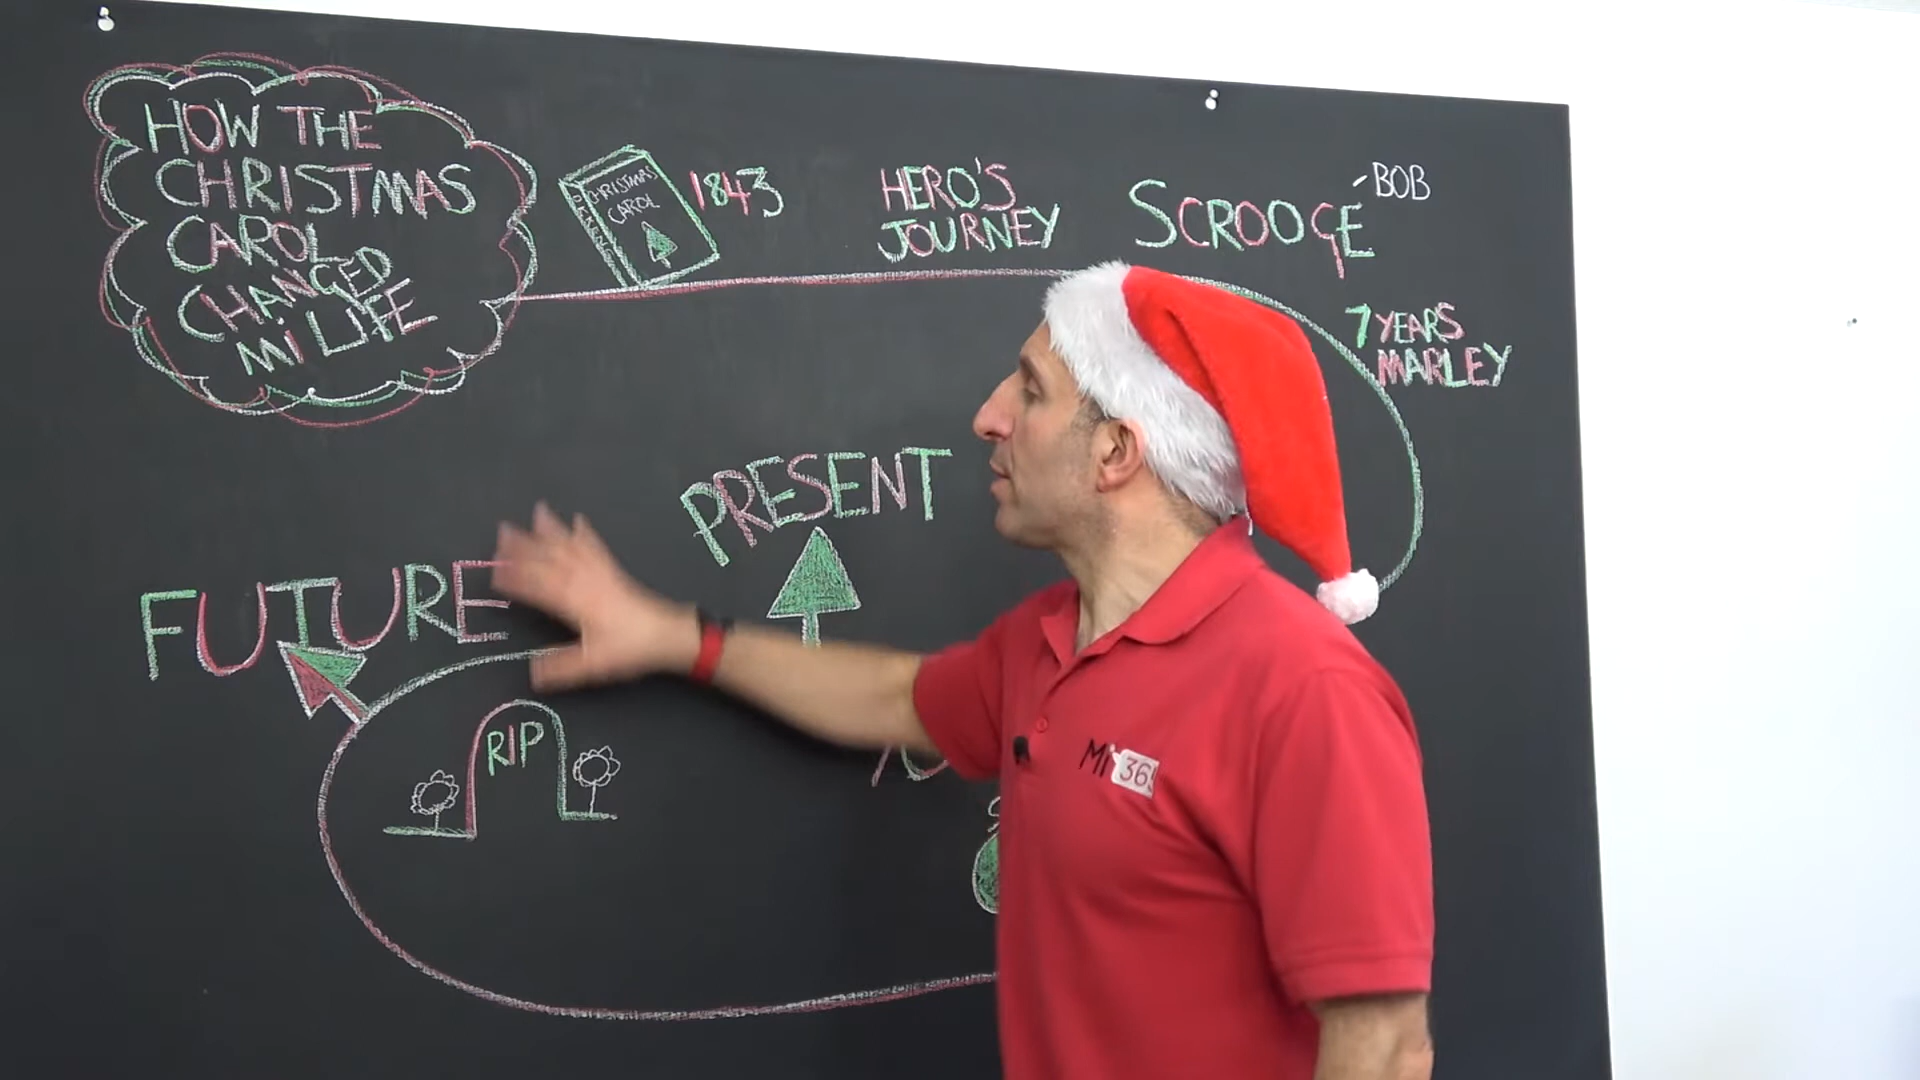 HOW THE
CHRISTMAS
CAROL
CHANGED
MI LIFE
CHRISTMAS
CAROL
1843
HERO'S
JOURNEY
SCROOGE
BOB
7 YEARS
MARLEY
PRESENT
FUTURE
RIP
Mi 365